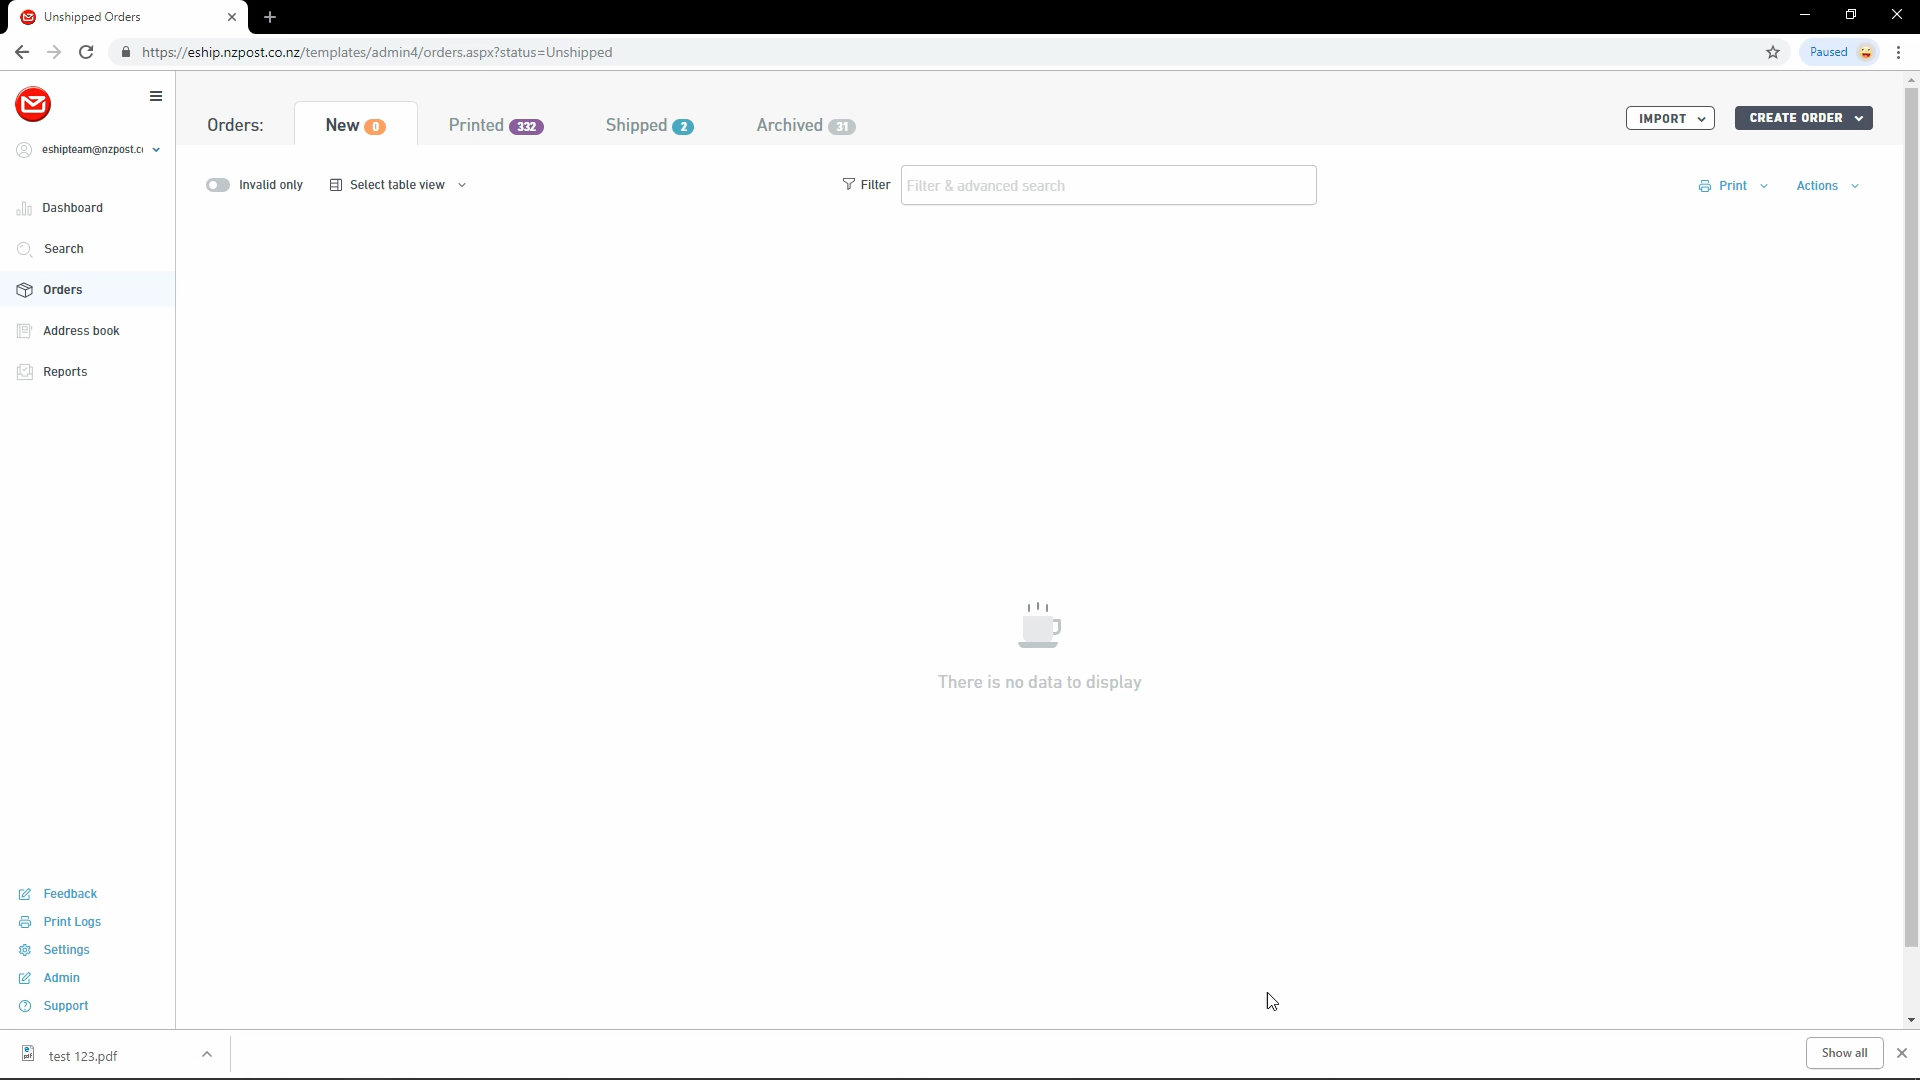 Unshipped Orders
https://eship.nzpost.co.nz/templates/admin4/orders.aspx?status=Unshipped
Paused
Orders:
New 0
Printed 332
Shipped 2
Archived 31
IMPORT
CREATE ORDER
eshipteam@nzpost.c
Invalid only
Select table view
Filter
Filter & advanced search
Print
Actions
Dashboard
Search
Orders
Address book
Reports
There is no data to display
Feedback
Print Logs
Settings
Admin
Support
test 123.pdf
Show all